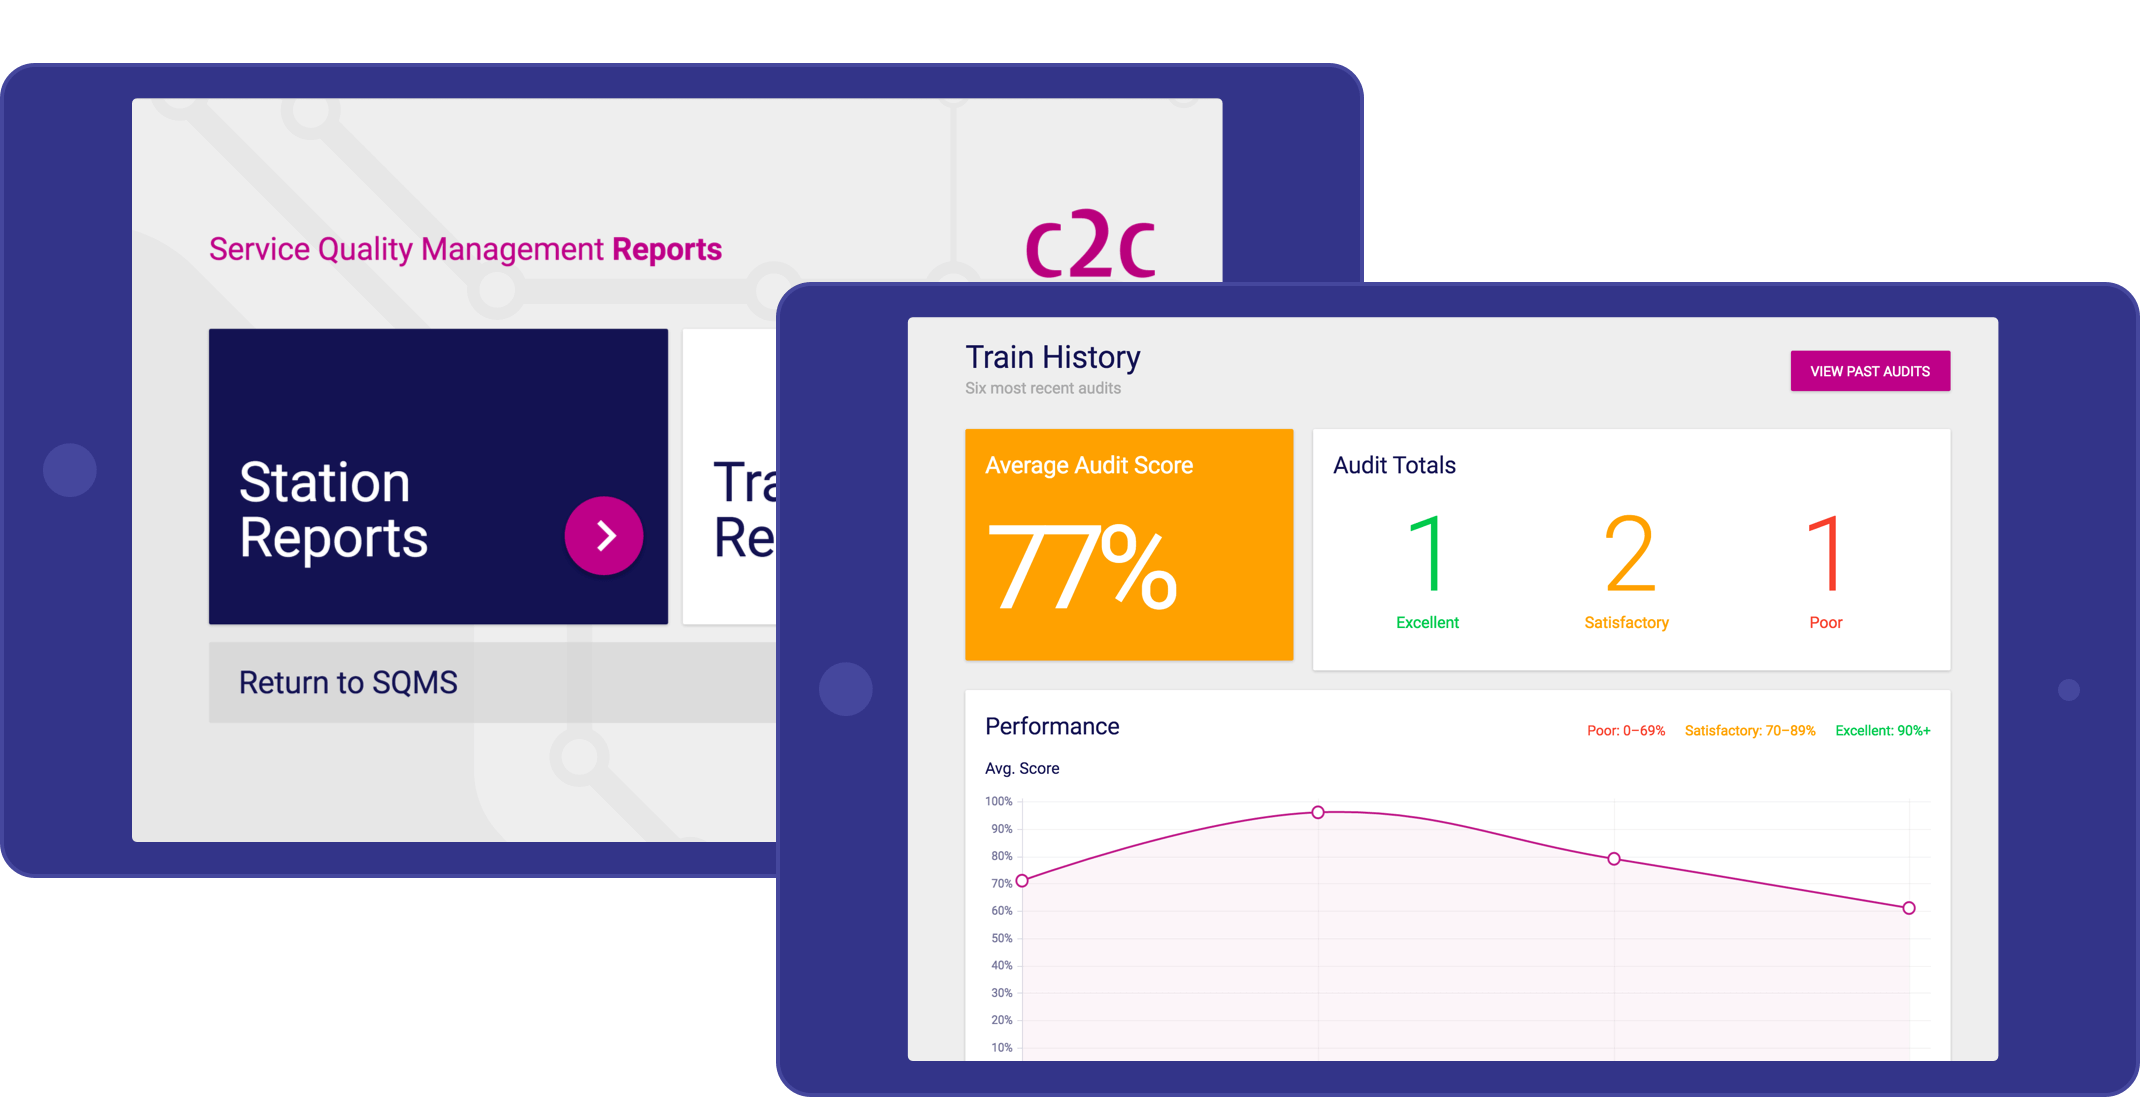 Service Quality Management Reports
c2c
Station
Reports
Return to SQMS
Train History
Six most recent audits
VIEW PAST AUDITS
Average Audit Score
77%
Audit Totals
1
2
1
Excellent
Satisfactory
Poor
Performance
Poor: 0–69%
Satisfactory: 70–89%
Excellent: 90%+
Avg. Score
100%
90%
80%
70%
60%
50%
40%
30%
20%
10%